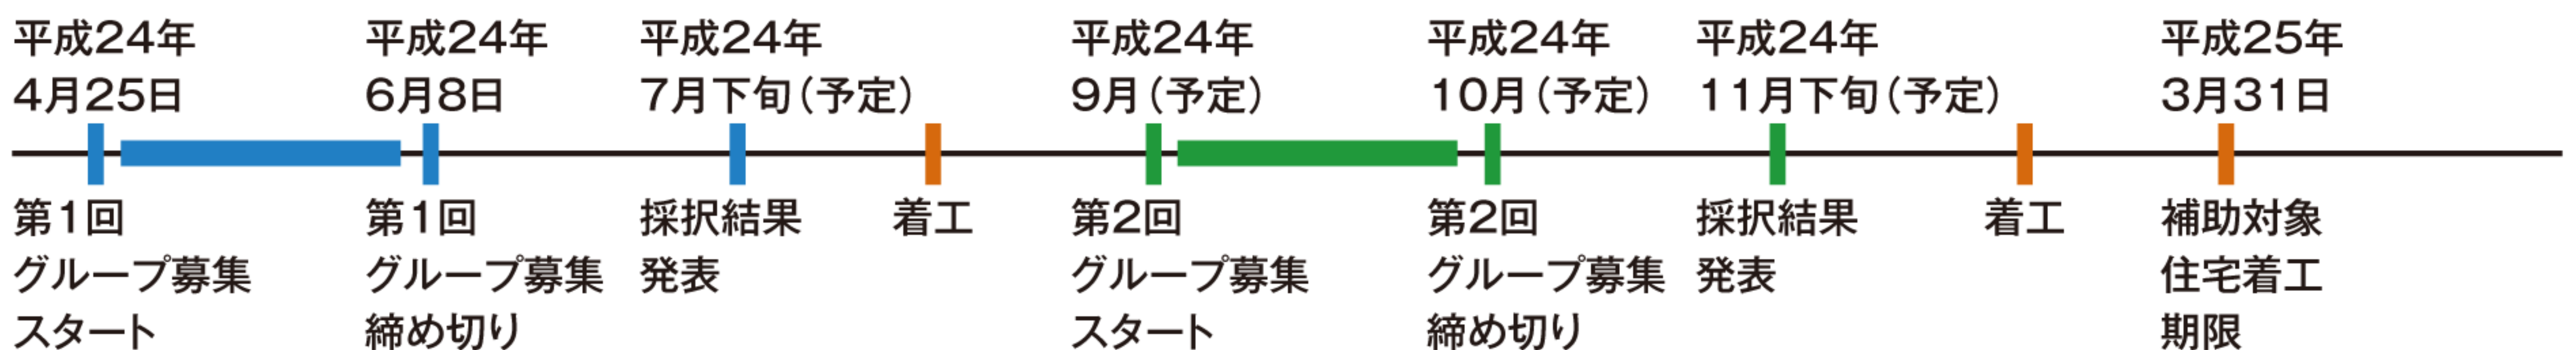 平成24年
4月25日
第1回
グループ募集
スタート
平成24年
6月8日
第1回
グループ募集
締め切り
平成24年
7月下旬(予定)
採択結果
発表
着工
平成24年
9月(予定)
第2回
グループ募集
スタート
平成24年
10月(予定)
第2回
グループ募集
締め切り
平成24年
11月下旬(予定)
採択結果
発表
着工
平成25年
3月31日
補助対象
住宅着工
期限